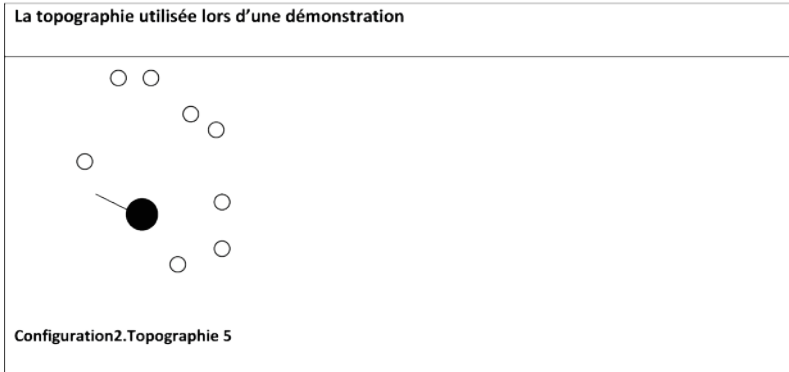 La topographie utilisée lors d’une démonstration
Configuration2.Topographie 5